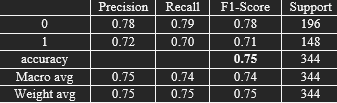 Precision Recall F1-Score Support
0 0.78 0.79 0.78 196
1 0.72 0.70 0.71 148
accuracy 0.75 344
Macro avg 0.75 0.74 0.74 344
Weight avg 0.75 0.75 0.75 344